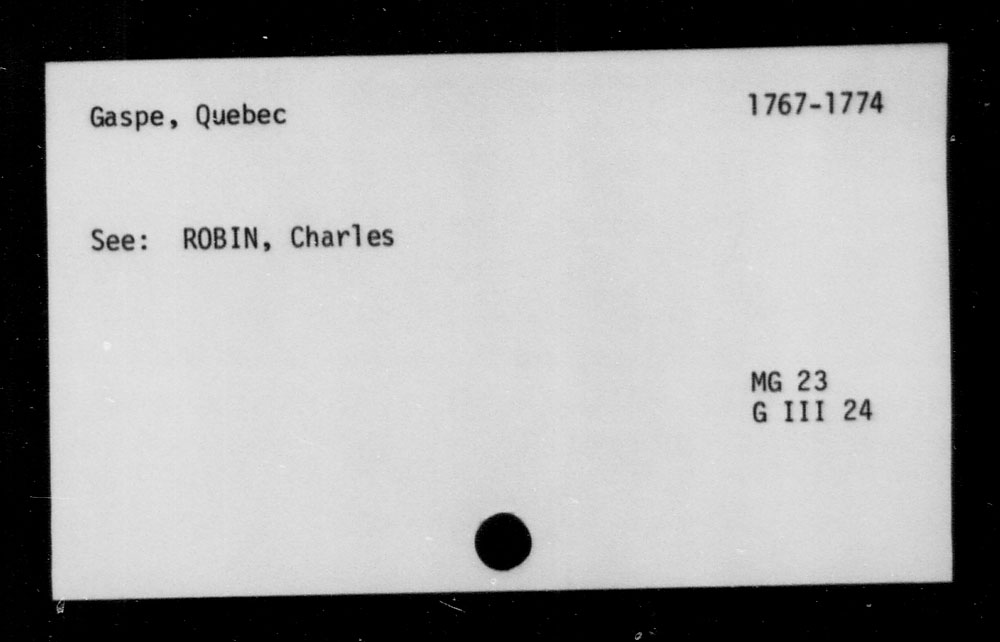 Gaspe, Quebec 1767-1774
See: ROBIN, Charles
MG 23
G III 24